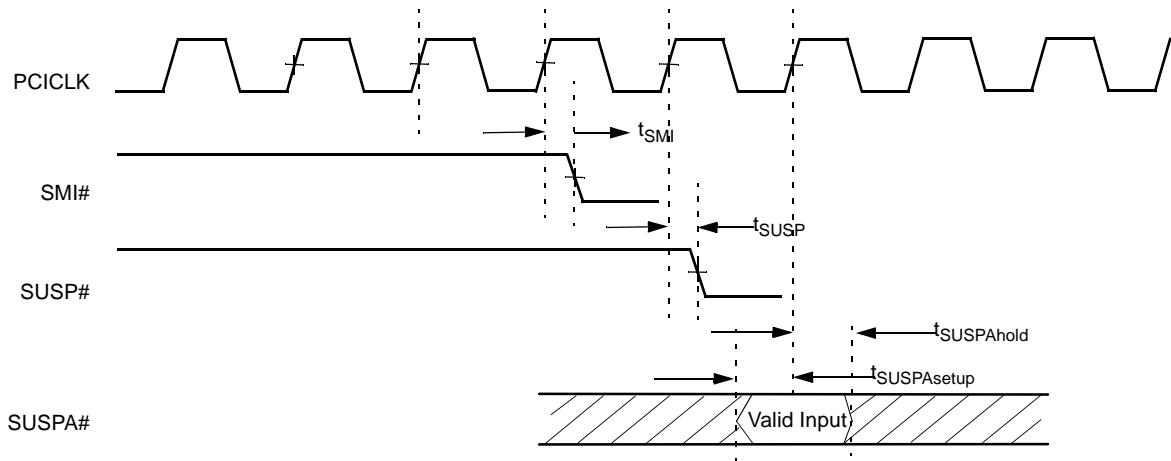 PCICLK
tSMI
SMI#
tSUSP
SUSP#
tSUSPAhold
tSUSPAsetup
SUSPA#
Valid Input